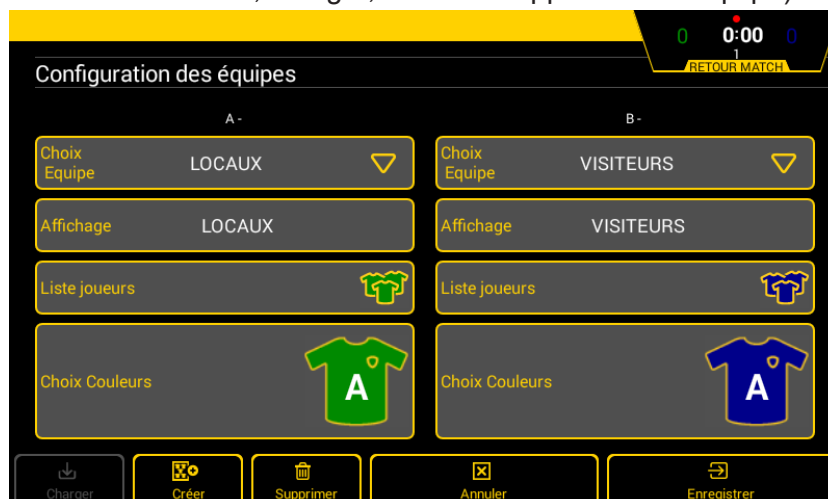 0 0:00 0
1
RETOUR MATCH
Configuration des équipes
A - B -
Choix Equipe LOCAUX Choix Equipe VISITEURS
Affichage LOCAUX Affichage VISITEURS
Liste joueurs Liste joueurs
Choix Couleurs A Choix Couleurs A
Charger Créer Supprimer Annuler Enregistrer